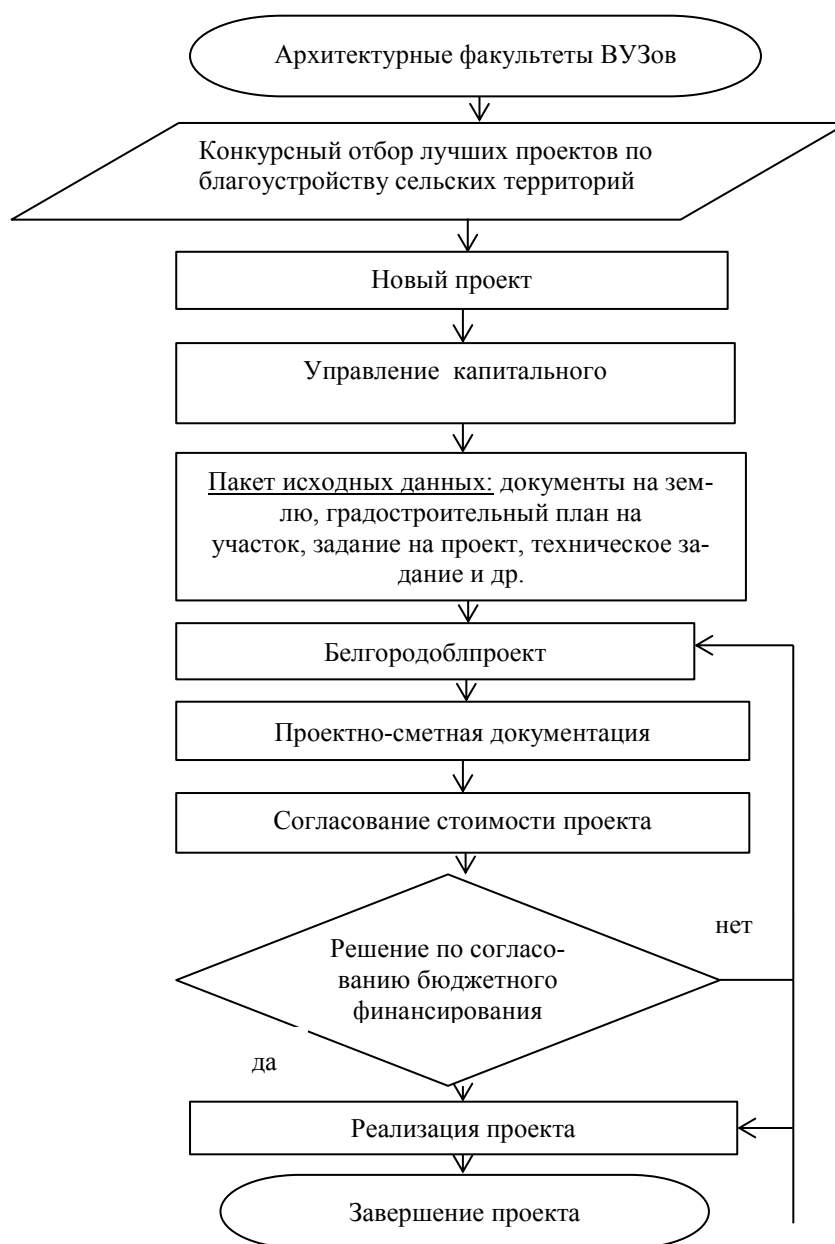 Архитектурные факультеты ВУЗов
Конкурсный отбор лучших проектов по
благоустройству сельских территорий
Новый проект
Управление капитального
Пакет исходных данных: документы на зем-
лю, градостроительный план на
участок, задание на проект, техническое за-
дание и др.
Белгородоблпроект
Проектно-сметная документация
Согласование стоимости проекта
нет
Решение по согласо-
ванию бюджетного
финансирования
да
Реализация проекта
Завершение проекта